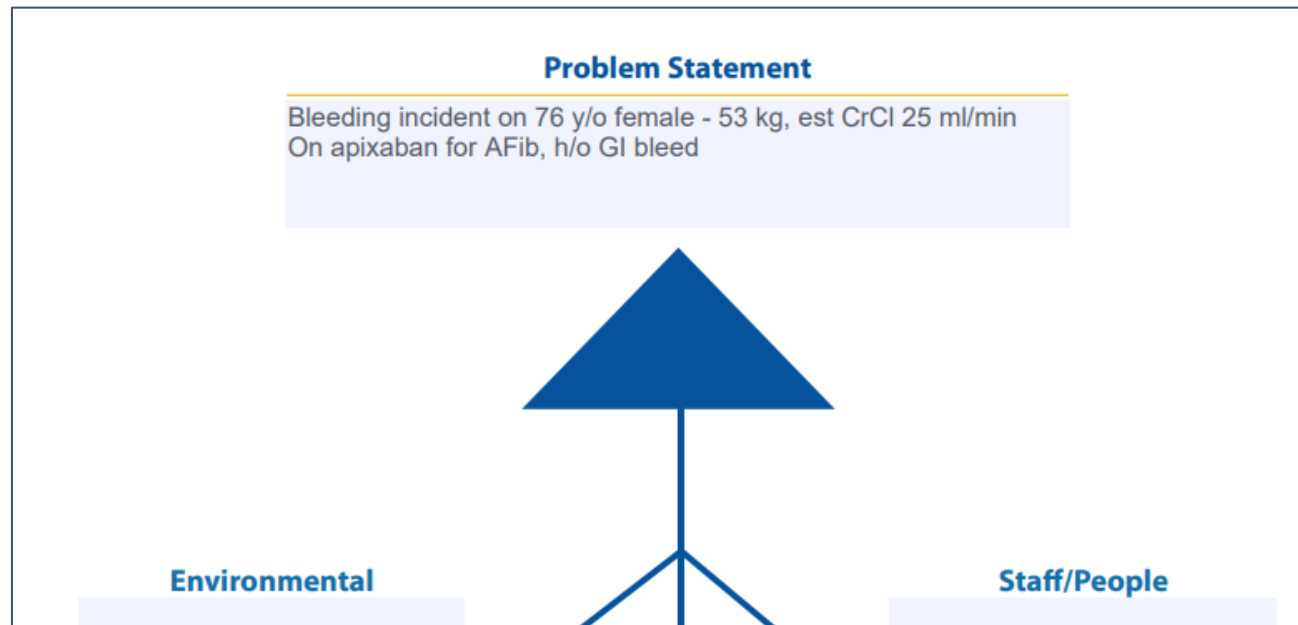 Problem Statement
Bleeding incident on 76 y/o female - 53 kg, est CrCl 25 ml/min
On apixaban for AFib, h/o GI bleed
Environmental
Staff/People